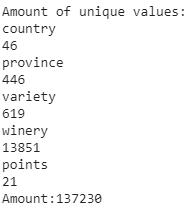 Amount of unique values:
country
46
province
446
variety
619
winery
13851
points
21
Amount:137230